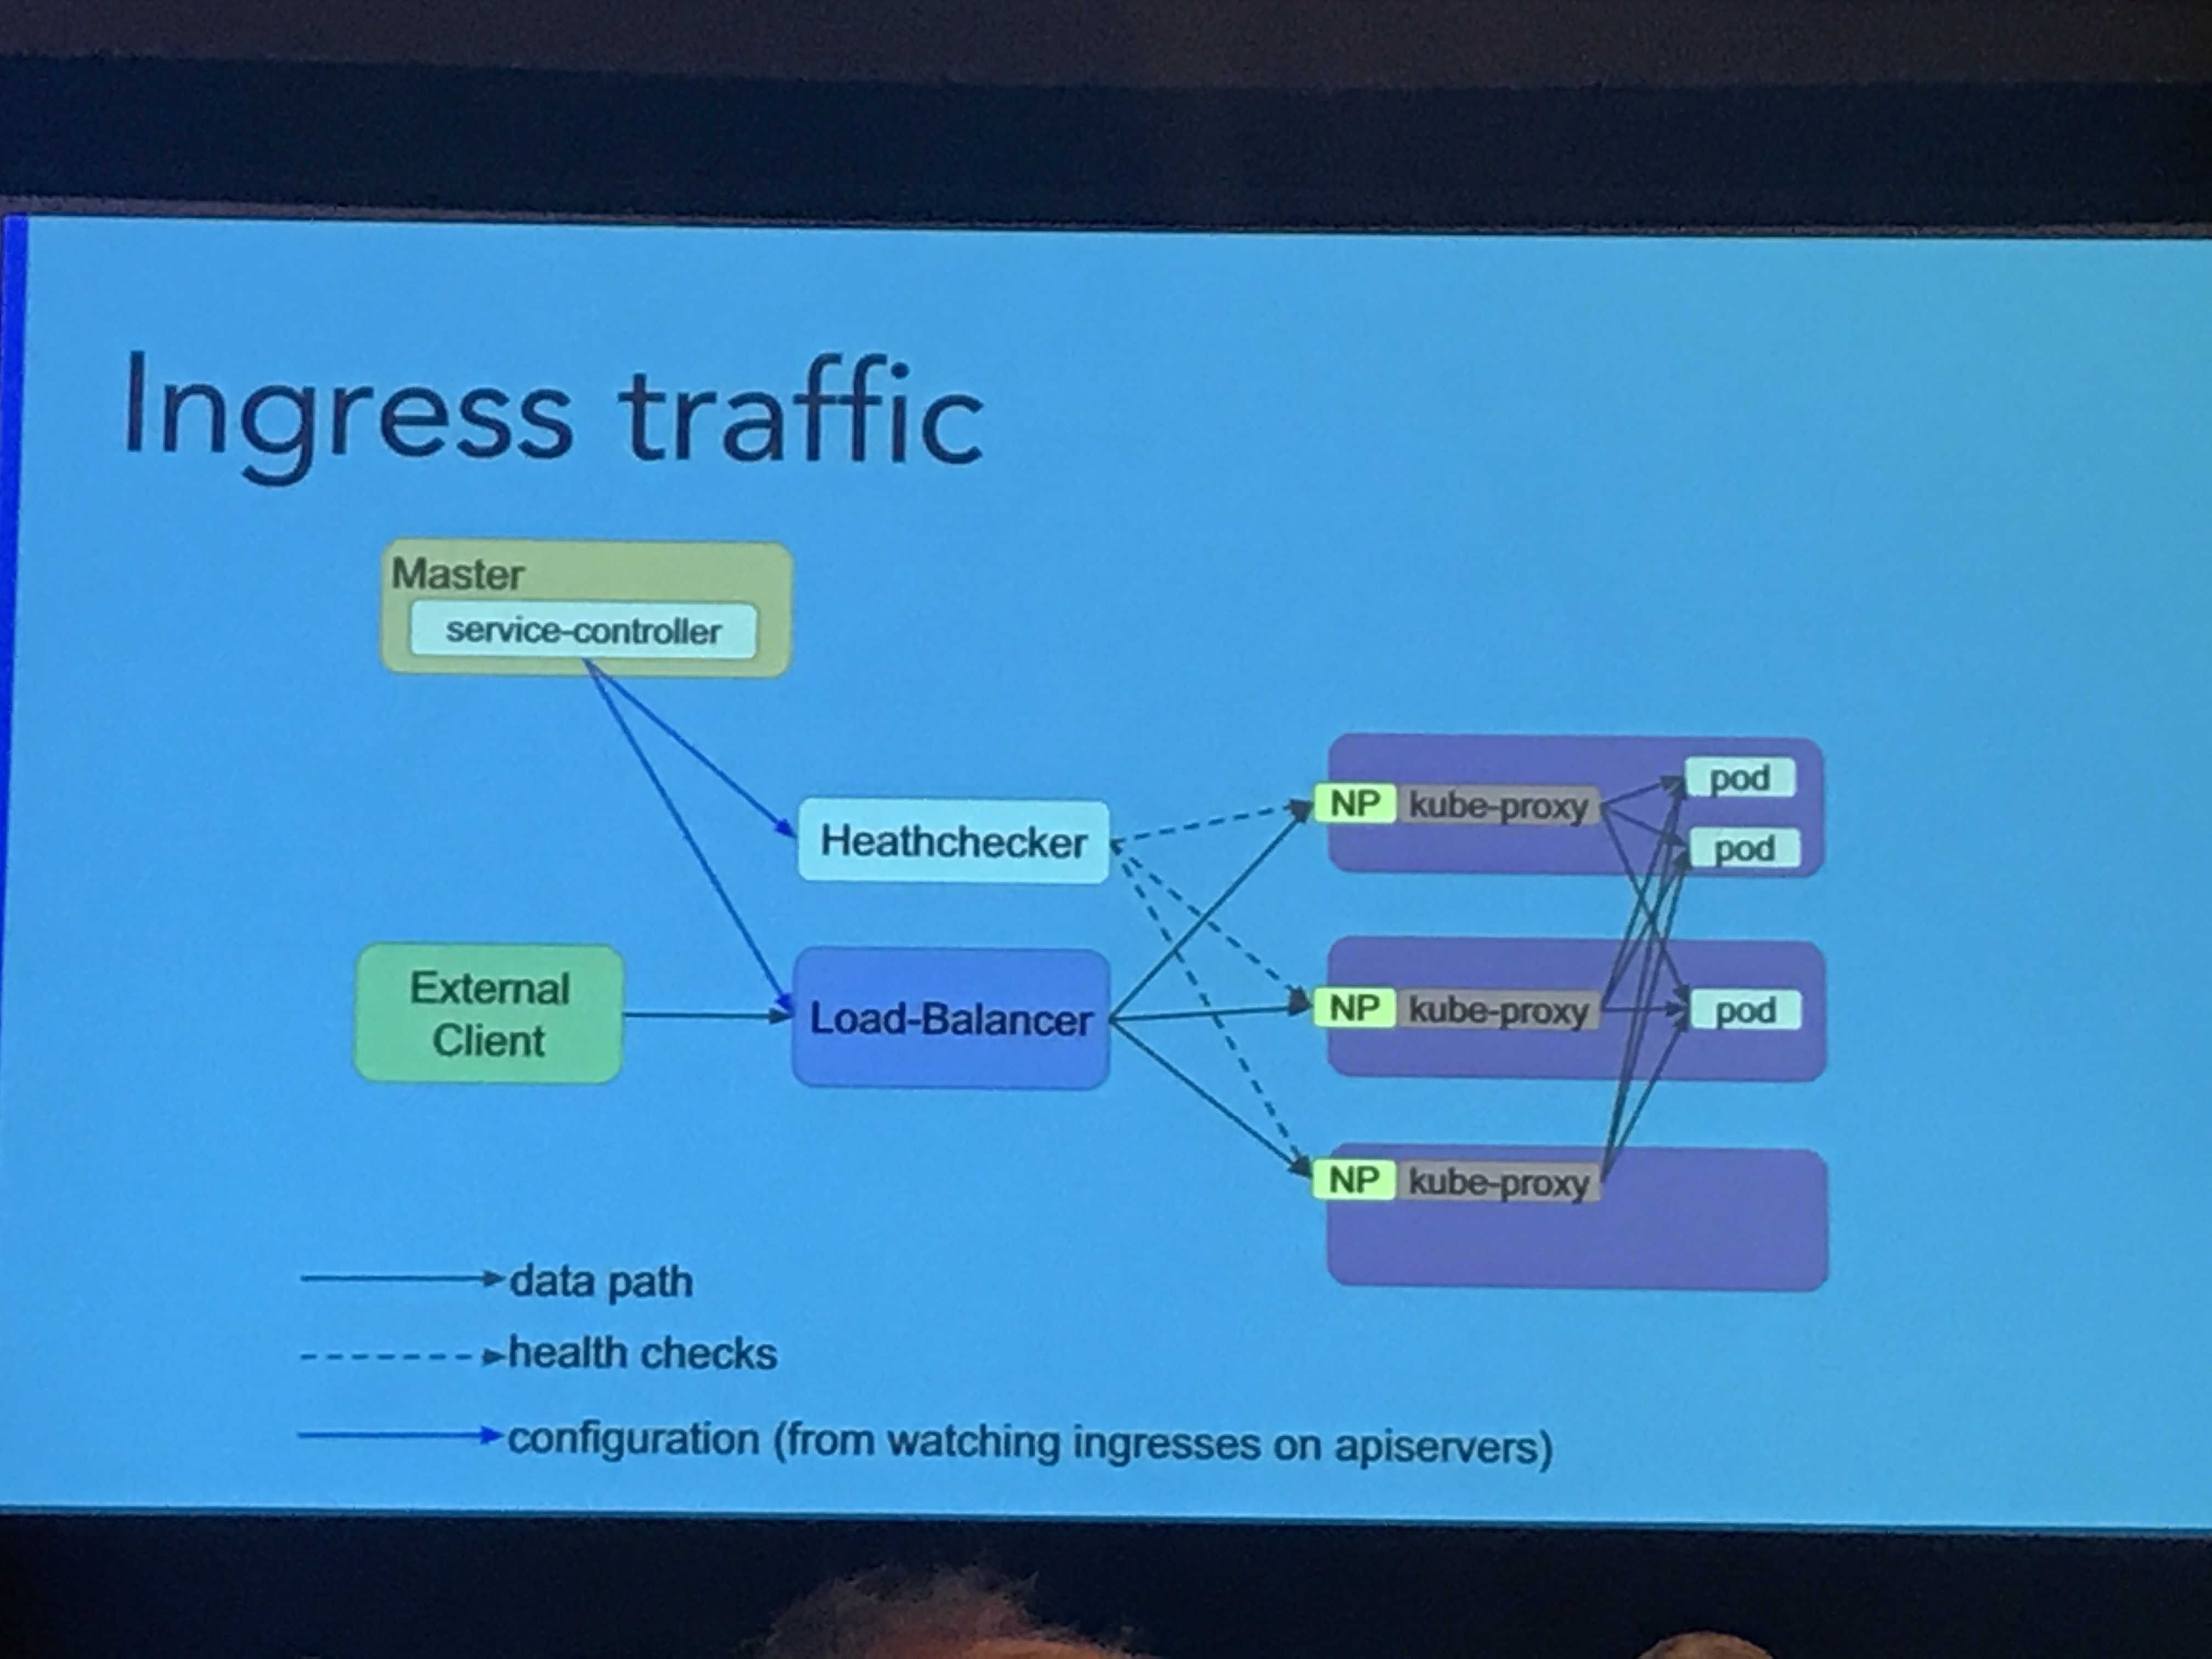 Ingress traffic
Master
service-controller
Heathchecker
External
Client
Load-Balancer
NP kube-proxy
pod
pod
NP kube-proxy
pod
NP kube-proxy
data path
health checks
configuration (from watching ingresses on apiservers)